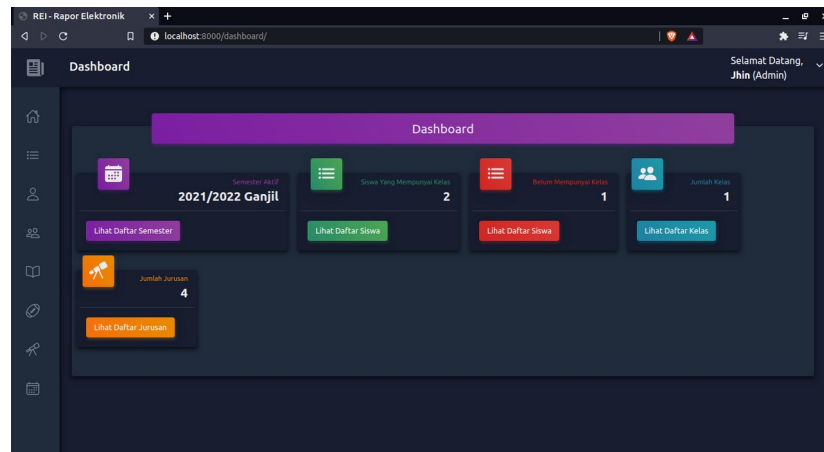 REI - Rapor Elektronik
localhost:8000/dashboard/
Dashboard
Selamat Datang,
Jhin (Admin)
Dashboard
Semester Aktif
2021/2022 Ganjil
Lihat Daftar Semester
Siswa Yang Mempunyai Kelas
2
Lihat Daftar Siswa
Belum Mempunyai Kelas
1
Lihat Daftar Siswa
Jumlah Kelas
1
Lihat Daftar Kelas
Jumlah Jurusan
4
Lihat Daftar Jurusan